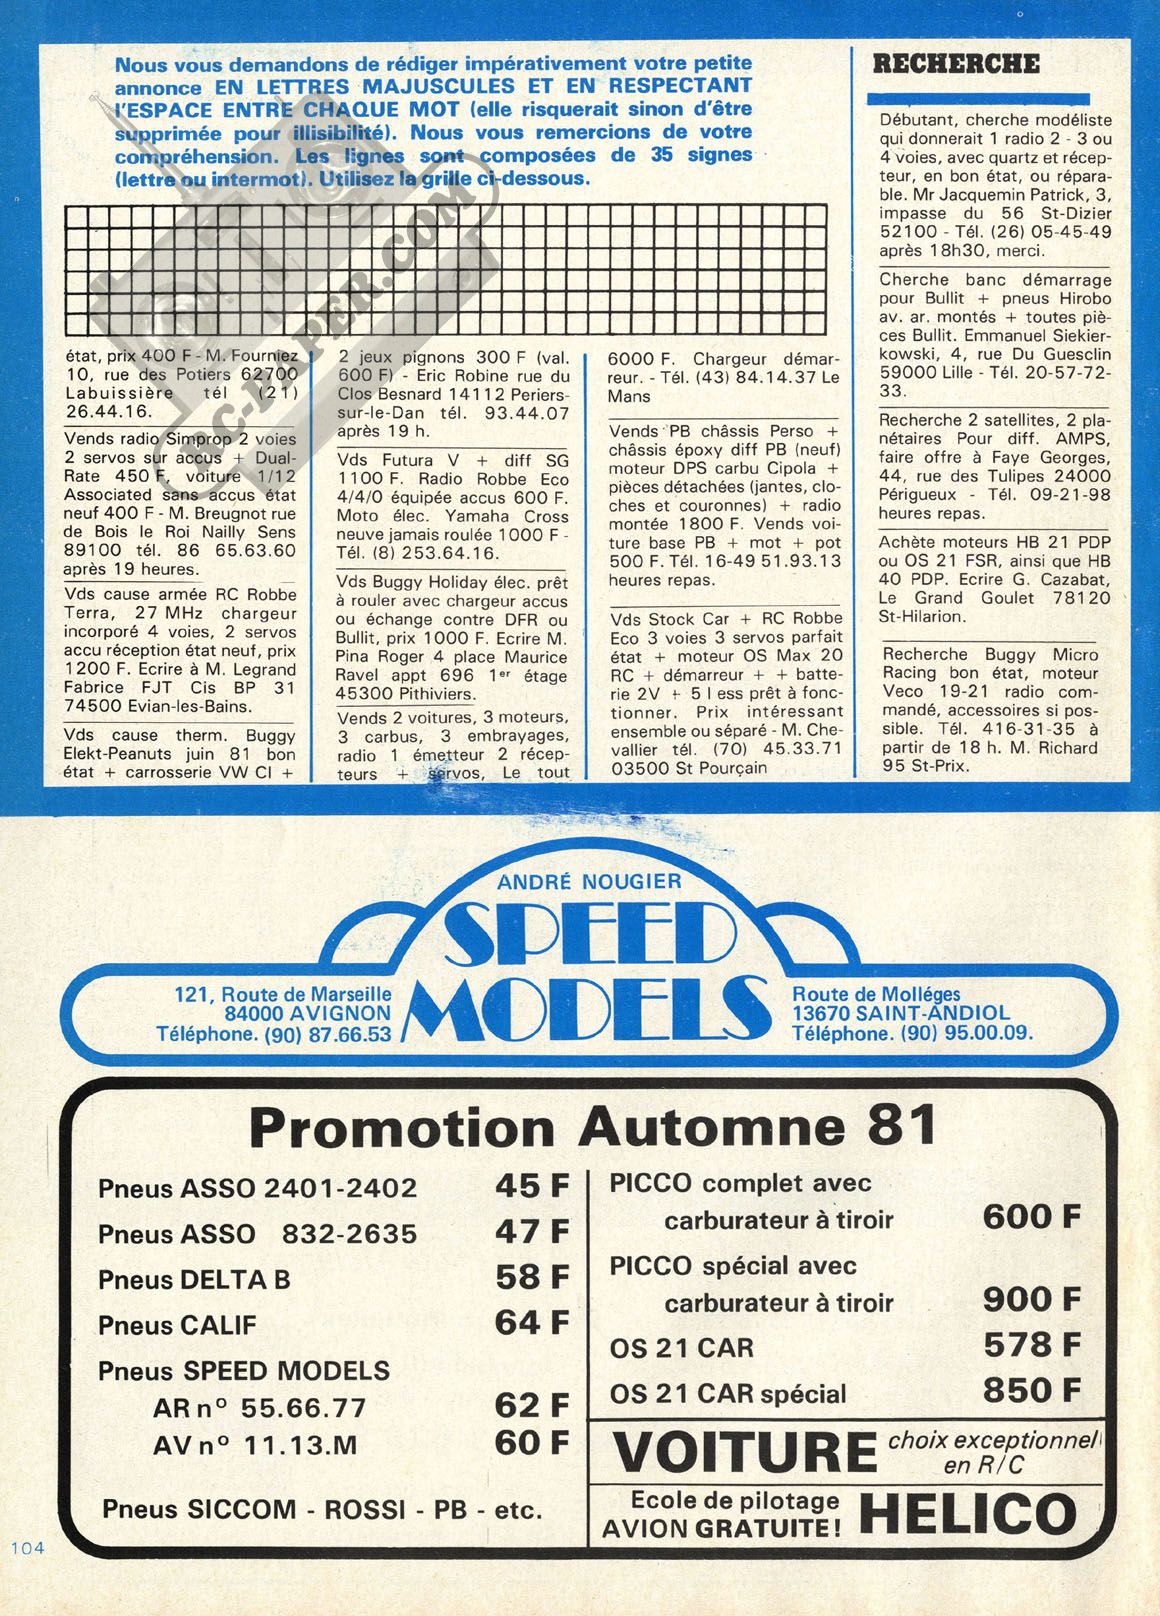 Nous vous demandons de rédiger impérativement votre petite
annonce EN LETTRES MAJUSCULES ET EN RESPECTANT
l'ESPACE ENTRE CHAQUE MOT (elle risquerait sinon d'être
supprimée pour illisibilité). Nous vous remercions de votre
compréhension. Les lignes sont composées de 35 signes
(lettre ou intermot). Utilisez la grille ci-dessous.
RC-PAPER.COM
état, prix 400 F - M. Fourniez
10, rue des Potiers 62700
Labuissière tél (21)
26.44.16.
Vends radio Simprop 2 voies
2 servos sur accus + Dual-
Rate 450 F, voiture 1/12
Associated sans accus état
neuf 400 F - M. Breugnot rue
de Bois le Roi Nailly Sens
89100 tél. 86 65.63.60
après 19 heures.
Vds cause armée RC Robbe
Terra, 27 MHz chargeur
incorporé 4 voies, 2 servos
accu réception état neuf, prix
1200 F. Ecrire à M. Legrand
Fabrice FJT Cis BP 31
74500 Evian-les-Bains.
Vds cause therm. Buggy
Elekt-Peanuts juin 81 bon
état + carrosserie VW CI +
2 jeux pignons 300 F (val.
600 F) - Eric Robine rue du
Clos Besnard 14112 Periers-
sur-le-Dan tél. 93.44.07
après 19 h.
Vds Futura V + diff SG
1100 F. Radio Robbe Eco
4/4/0 équipée accus 600 F.
Moto élec. Yamaha Cross
neuve jamais roulée 1000 F -
Tél. (8) 253.64.16.
Vds Buggy Holiday élec. prêt
à rouler avec chargeur accus
ou échange contre DFR ou
Bullit, prix 1000 F. Ecrire M.
Pina Roger 4 place Maurice
Ravel appt 696 1er étage
45300 Pithiviers.
Vends 2 voitures, 3 moteurs,
3 carbus, 3 embrayages,
radio 1 émetteur 2 récep-
teurs + servos, Le tout
6000 F. Chargeur démar-
reur. - Tél. (43) 84.14.37 Le
Mans
Vends PB châssis Perso +
châssis époxy diff PB (neuf)
moteur DPS carbu Cipola +
pièces détachées (jantes, clo-
ches et couronnes) + radio
montée 1800 F. Vends voi-
ture base PB + mot + pot
500 F. Tél. 16-49 51.93.13
heures repas.
Vds Stock Car + RC Robbe
Eco 3 voies 3 servos parfait
état + moteur OS Max 20
RC + démarreur + + batte-
rie 2V + 5 l ess prêt à fonc-
tionner. Prix intéressant
ensemble ou séparé - M. Che-
vallier tél. (70) 45.33.71
03500 St Pourçain
RECHERCHE
Débutant, cherche modéliste
qui donnerait 1 radio 2 - 3 ou
4 voies, avec quartz et récep-
teur, en bon état, ou répara-
ble. Mr Jacquemin Patrick, 3,
impasse du 56 St-Dizier
52100 - Tél. (26) 05-45-49
après 18h30, merci.
Cherche banc démarrage
pour Bullit + pneus Hirobo
av. ar. montés + toutes piè-
ces Bullit. Emmanuel Siekier-
kowski, 4, rue Du Guesclin
59000 Lille - Tél. 20-57-72-
33.
Recherche 2 satellites, 2 pla-
nétaires Pour diff. AMPS,
faire offre à Faye Georges,
44, rue des Tulipes 24000
Périgueux - Tél. 09-21-98
heures repas.
Achète moteurs HB 21 PDP
ou OS 21 FSR, ainsi que HB
40 PDP. Ecrire G. Cazabat,
Le Grand Goulet 78120
St-Hilarion.
Recherche Buggy Micro
Racing bon état, moteur
Veco 19-21 radio com-
mandé, accessoires si pos-
sible. Tél. 416-31-35 à
partir de 18 h. M. Richard
95 St-Prix.
ANDRÉ NOUGIER
SPEED
MODELS
121, Route de Marseille
84000 AVIGNON
Téléphone. (90) 87.66.53
Route de Molléges
13670 SAINT-ANDIOL
Téléphone. (90) 95.00.09.
Promotion Automne 81
Pneus ASSO 2401-2402 45 F
Pneus ASSO 832-2635 47 F
Pneus DELTA B 58 F
Pneus CALIF 64 F
Pneus SPEED MODELS
AR nº 55.66.77 62 F
AV nº 11.13.M 60 F
Pneus SICCOM - ROSSI - PB - etc.
PICCO complet avec
carburateur à tiroir 600 F
PICCO spécial avec
carburateur à tiroir 900 F
OS 21 CAR 578 F
OS 21 CAR spécial 850 F
VOITURE choix exceptionnel
en R/C
Ecole de pilotage
AVION GRATUITE! HELICO
104